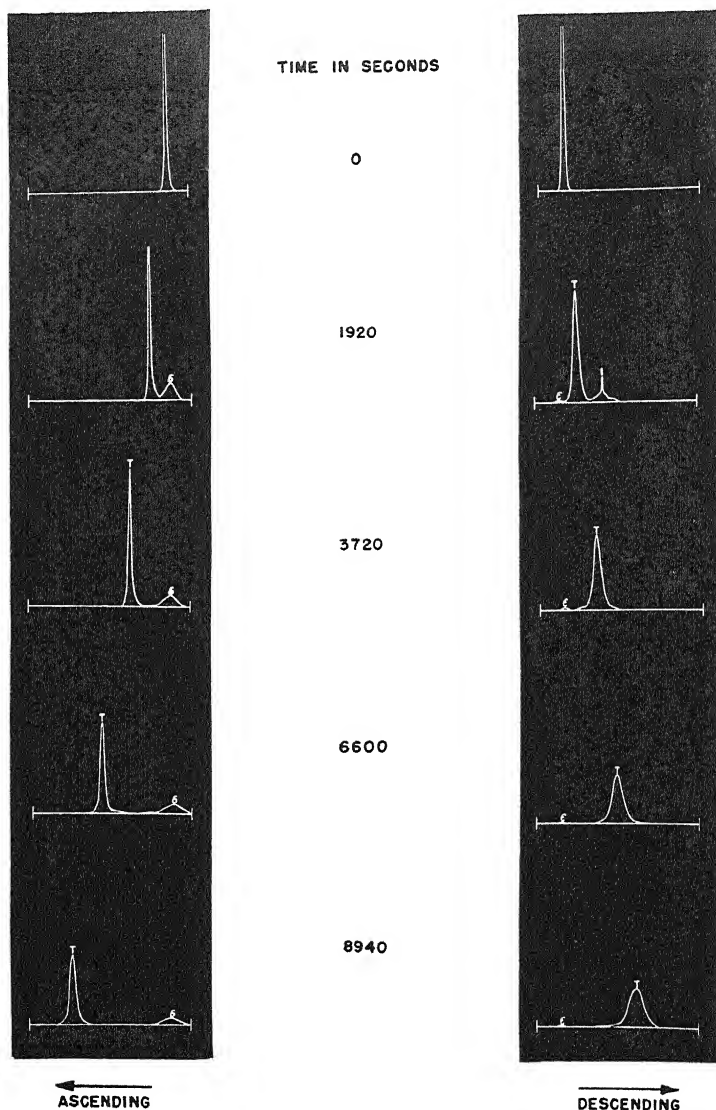 TIME IN SECONDS
0
δ 1920 T ε
T δ 3720 T ε
T δ 6600 T ε
T δ 8940 T ε
ASCENDING DESCENDING